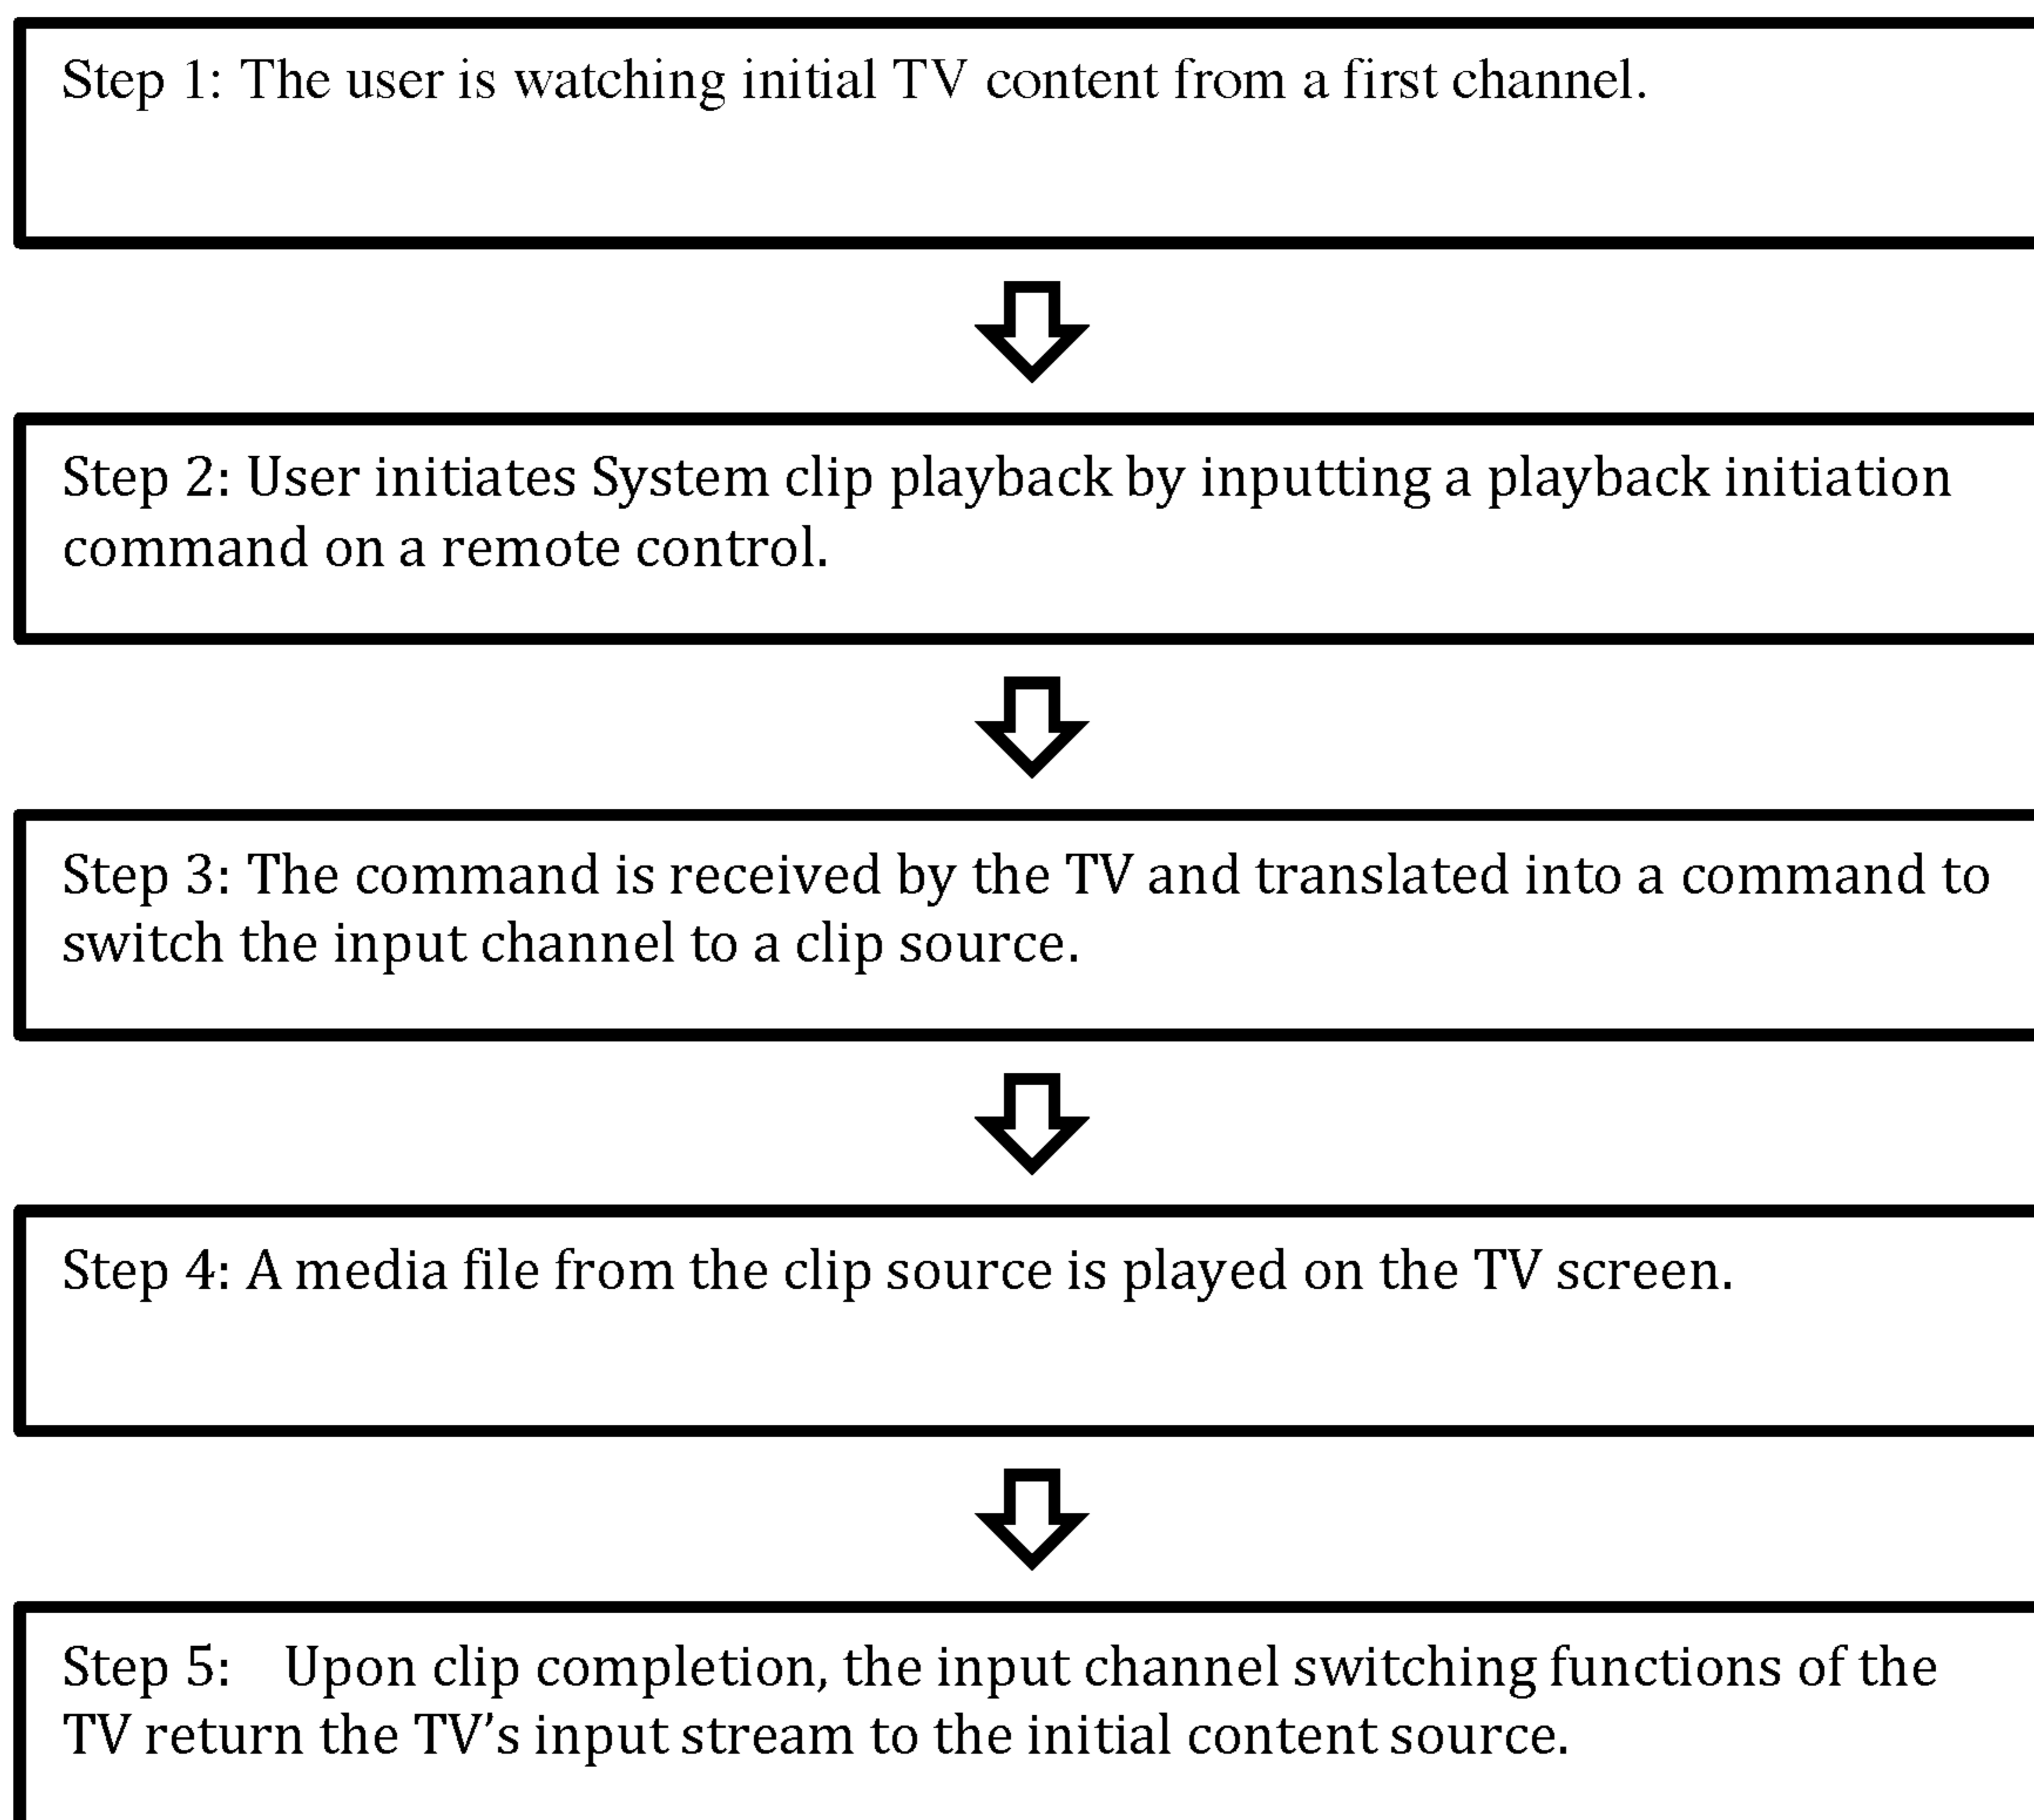 Step 1: The user is watching initial TV content from a first channel.
Step 2: User initiates System clip playback by inputting a playback initiation
command on a remote control.
Step 3: The command is received by the TV and translated into a command to
switch the input channel to a clip source.
Step 4: A media file from the clip source is played on the TV screen.
Step 5: Upon clip completion, the input channel switching functions of the
TV return the TV’s input stream to the initial content source.